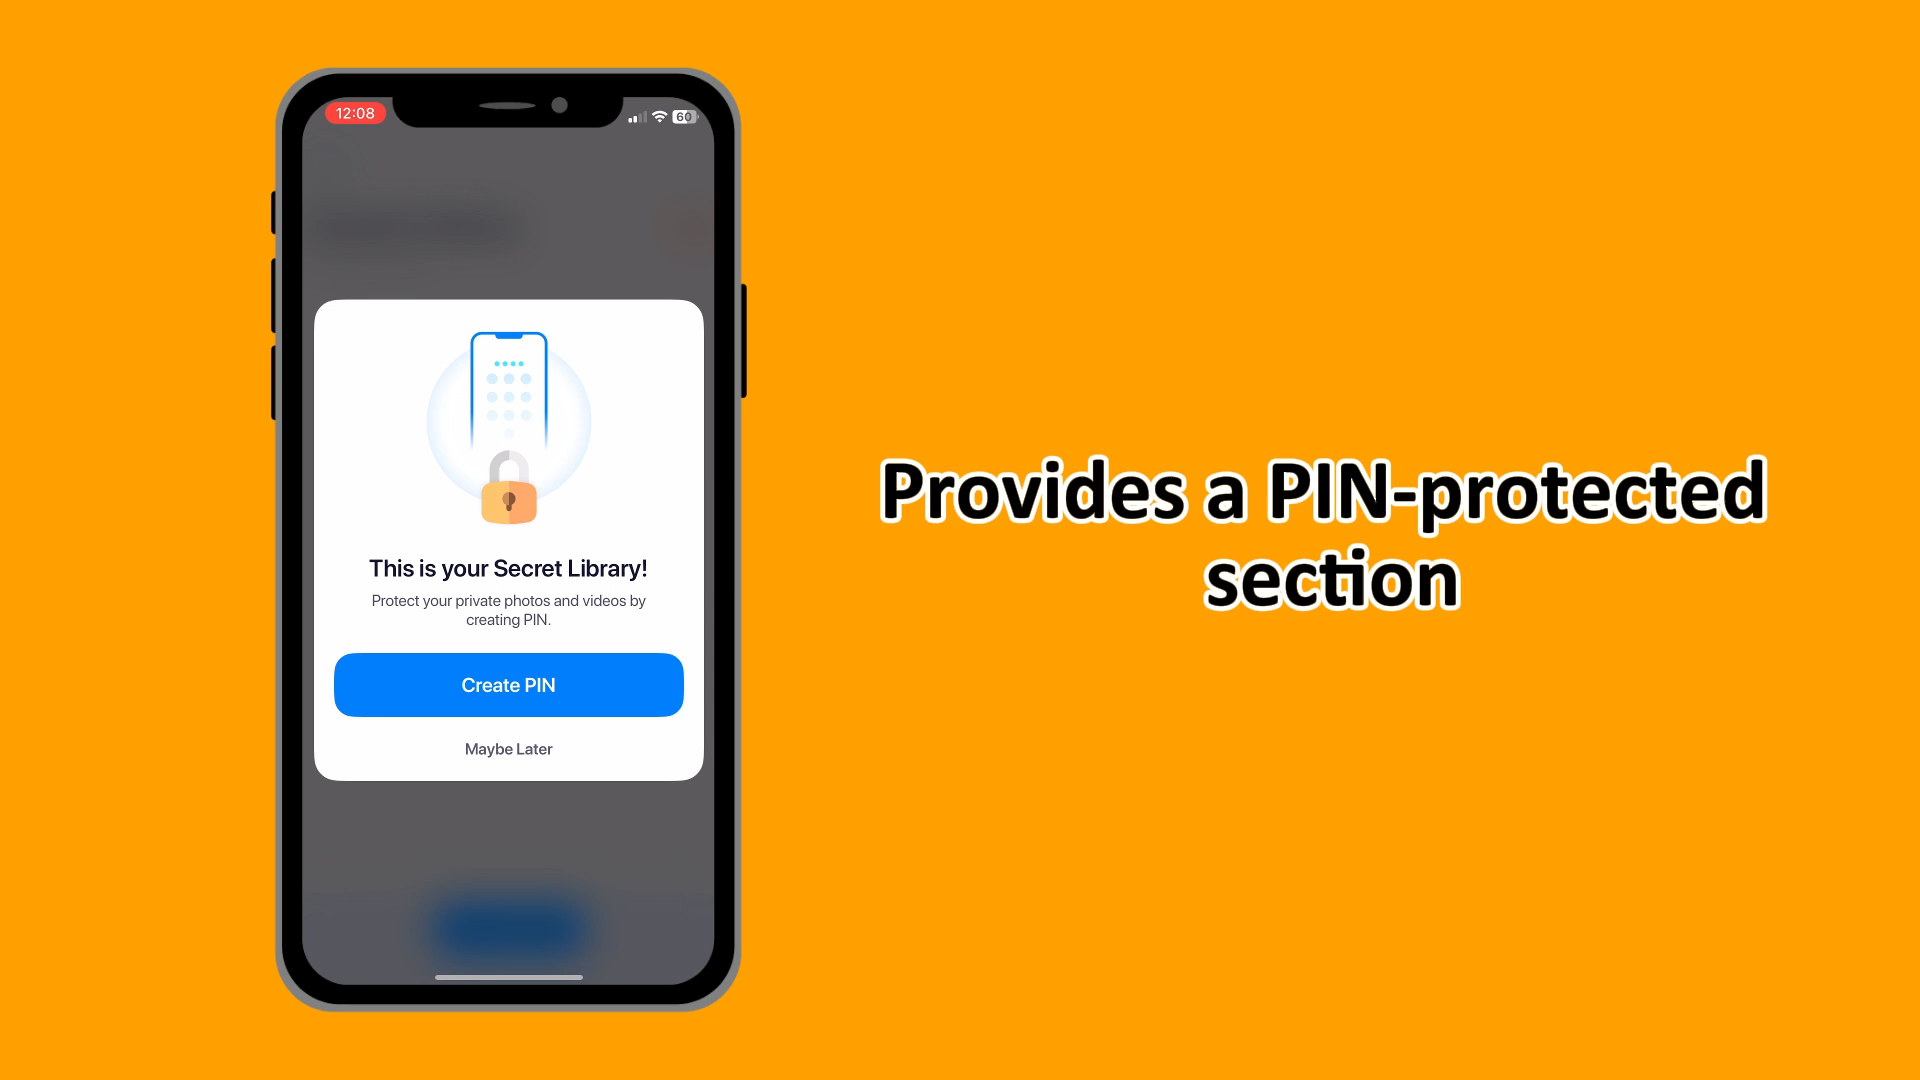 12:08
60
This is your Secret Library!
Protect your private photos and videos by
creating PIN.
Create PIN
Maybe Later
Provides a PIN-protected
section